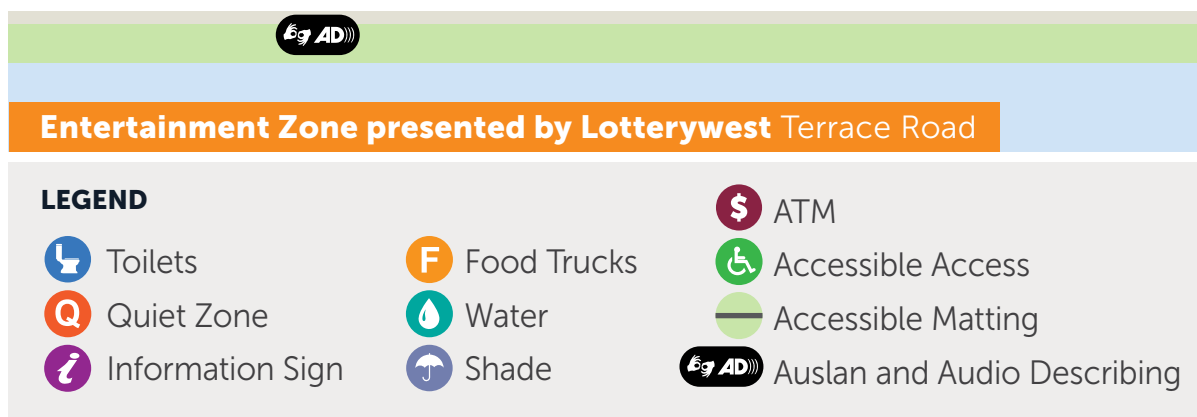 AD
Entertainment Zone presented by Lotterywest Terrace Road
LEGEND
Toilets
Q Quiet Zone
i Information Sign
F Food Trucks
Water
Shade
$ ATM
Accessible Access
Accessible Matting
AD Auslan and Audio Describing